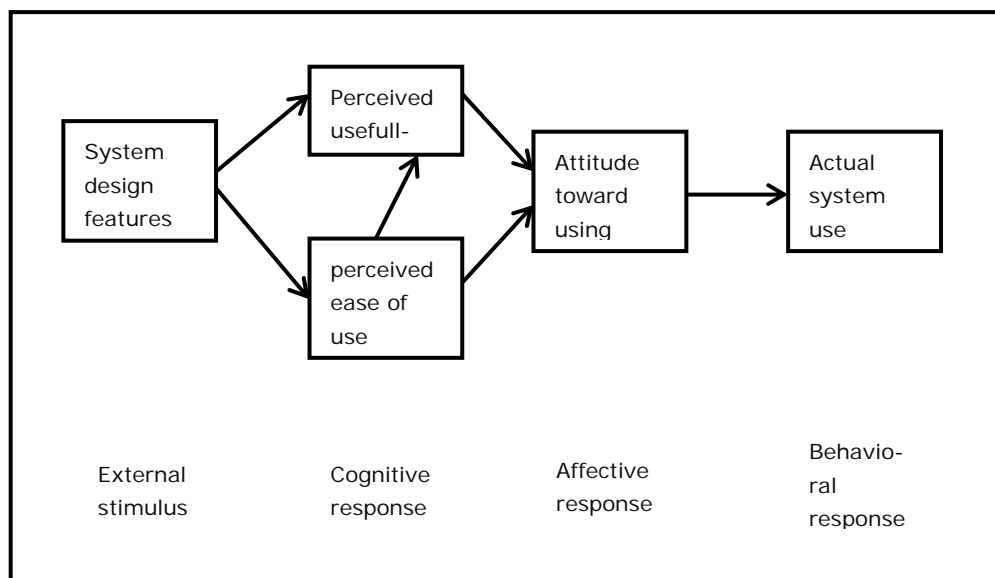 System
design
features
Perceived
usefull-
perceived
ease of
use
Attitude
toward
using
Actual
system
use
External
stimulus
Cognitive
response
Affective
response
Behavio-
ral
response